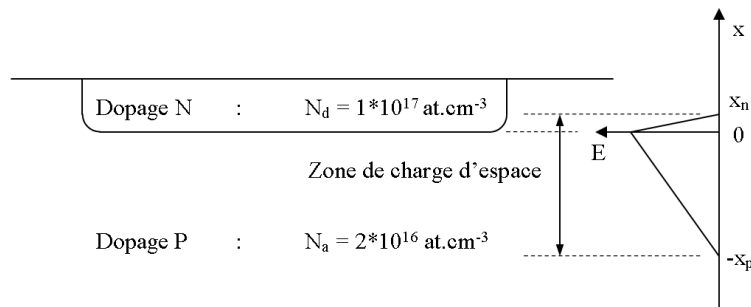 x
Dopage N : N_d = 1*10^17 at.cm^-3
x_n
0
E
Zone de charge d'espace
Dopage P : N_a = 2*10^16 at.cm^-3
-x_p